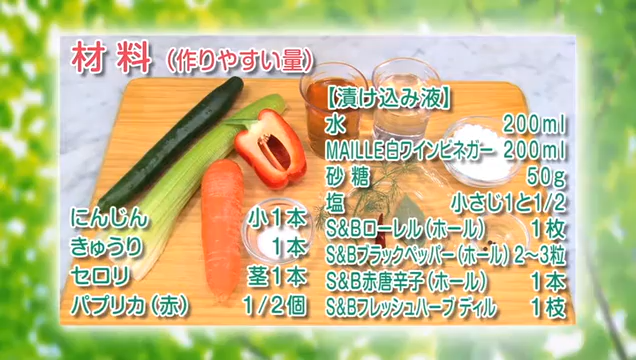 材料（作りやすい量）
にんじん 小1本
きゅうり 1本
セロリ 茎1本
パプリカ（赤） 1/2個
【漬け込み液】
水 200ml
MAILLE白ワインビネガー 200ml
砂糖 50g
塩 小さじ1と1/2
S&Bローレル（ホール） 1枚
S&Bブラックペッパー（ホール） 2〜3粒
S&B赤唐辛子（ホール） 1本
S&Bフレッシュハーブ ディル 1枝